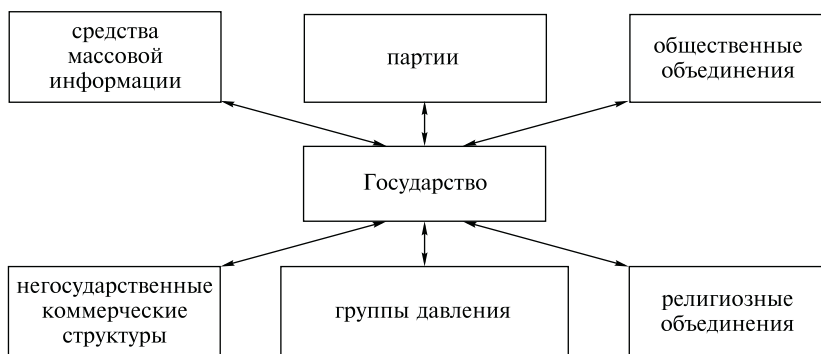 средства
массовой
информации
партии
общественные
объединения
Государство
негосударственные
коммерческие
структуры
группы давления
религиозные
объединения